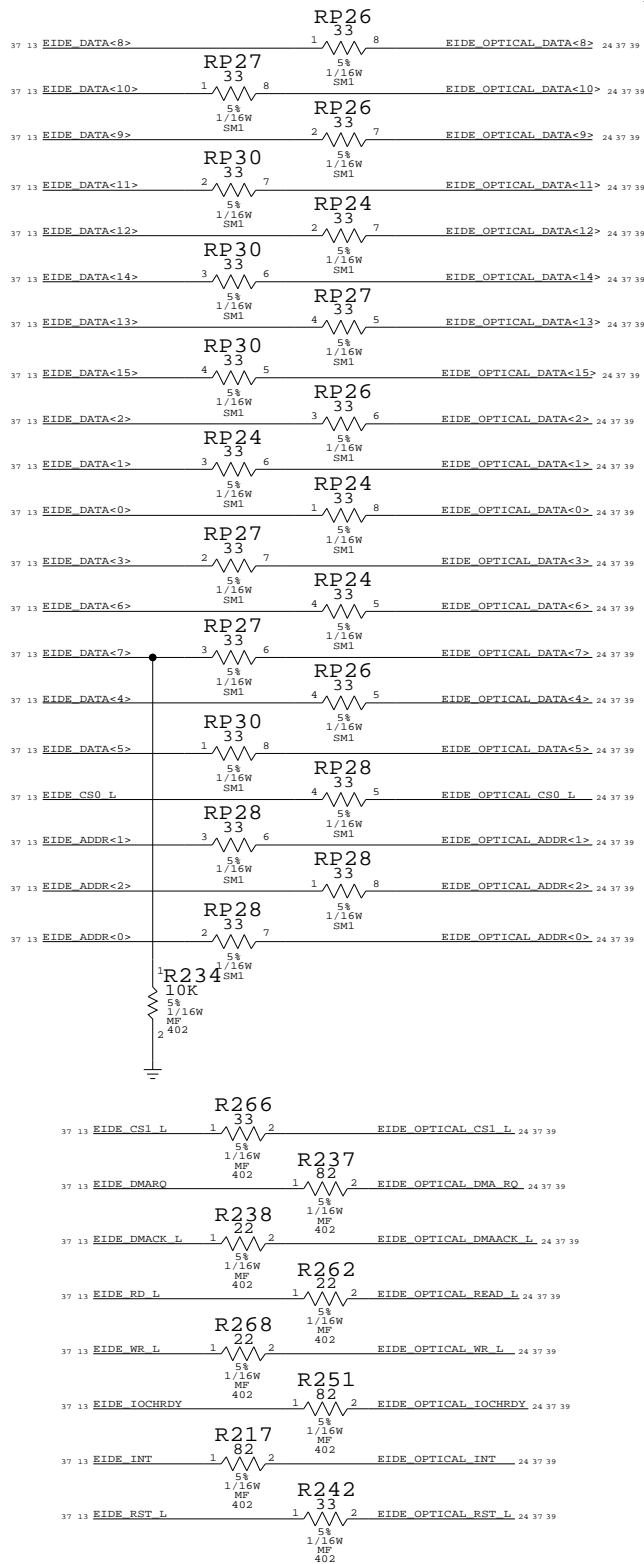 RP26
33
37 13 EIDE_DATA<8> 1 8 EIDE_OPTICAL_DATA<8> 24 37 39
5%
1/16W
SM1
RP27
33
37 13 EIDE_DATA<10> 1 8 EIDE_OPTICAL_DATA<10> 24 37 39
5%
1/16W
SM1
RP26
33
37 13 EIDE_DATA<9> 2 7 EIDE_OPTICAL_DATA<9> 24 37 39
5%
1/16W
SM1
RP30
33
37 13 EIDE_DATA<11> 2 7 EIDE_OPTICAL_DATA<11> 24 37 39
5%
1/16W
SM1
RP24
33
37 13 EIDE_DATA<12> 2 7 EIDE_OPTICAL_DATA<12> 24 37 39
5%
1/16W
SM1
RP30
33
37 13 EIDE_DATA<14> 3 6 EIDE_OPTICAL_DATA<14> 24 37 39
5%
1/16W
SM1
RP27
33
37 13 EIDE_DATA<13> 4 5 EIDE_OPTICAL_DATA<13> 24 37 39
5%
1/16W
SM1
RP30
33
37 13 EIDE_DATA<15> 4 5 EIDE_OPTICAL_DATA<15> 24 37 39
5%
1/16W
SM1
RP26
33
37 13 EIDE_DATA<2> 3 6 EIDE_OPTICAL_DATA<2> 24 37 39
5%
1/16W
SM1
RP24
33
37 13 EIDE_DATA<1> 3 6 EIDE_OPTICAL_DATA<1> 24 37 39
5%
1/16W
SM1
RP24
33
37 13 EIDE_DATA<0> 1 8 EIDE_OPTICAL_DATA<0> 24 37 39
5%
1/16W
SM1
RP27
33
37 13 EIDE_DATA<3> 2 7 EIDE_OPTICAL_DATA<3> 24 37 39
5%
1/16W
SM1
RP24
33
37 13 EIDE_DATA<6> 4 5 EIDE_OPTICAL_DATA<6> 24 37 39
5%
1/16W
SM1
RP27
33
37 13 EIDE_DATA<7> 3 6 EIDE_OPTICAL_DATA<7> 24 37 39
5%
1/16W
SM1
RP26
33
37 13 EIDE_DATA<4> 4 5 EIDE_OPTICAL_DATA<4> 24 37 39
5%
1/16W
SM1
RP30
33
37 13 EIDE_DATA<5> 1 8 EIDE_OPTICAL_DATA<5> 24 37 39
5%
1/16W
SM1
RP28
33
37 13 EIDE_CS0_L 4 5 EIDE_OPTICAL_CS0_L 24 37 39
5%
1/16W
SM1
RP28
33
37 13 EIDE_ADDR<1> 3 6 EIDE_OPTICAL_ADDR<1> 24 37 39
5%
1/16W
SM1
RP28
33
37 13 EIDE_ADDR<2> 1 8 EIDE_OPTICAL_ADDR<2> 24 37 39
5%
1/16W
SM1
RP28
33
37 13 EIDE_ADDR<0> 2 7 EIDE_OPTICAL_ADDR<0> 24 37 39
5%
1/16W
SM1
1 R234
10K
5%
1/16W
MF
402
2
R266
33
37 13 EIDE_CS1_L 1 2 EIDE_OPTICAL_CS1_L 24 37 39
5%
1/16W
MF
402
R237
82
37 13 EIDE_DMARQ 1 2 EIDE_OPTICAL_DMA_RQ 24 37 39
5%
1/16W
MF
402
R238
22
37 13 EIDE_DMACK_L 1 2 EIDE_OPTICAL_DMAACK_L 24 37 39
5%
1/16W
MF
402
R262
22
37 13 EIDE_RD_L 1 2 EIDE_OPTICAL_READ_L 24 37 39
5%
1/16W
MF
402
R268
22
37 13 EIDE_WR_L 1 2 EIDE_OPTICAL_WR_L 24 37 39
5%
1/16W
MF
402
R251
82
37 13 EIDE_IOCHRDY 1 2 EIDE_OPTICAL_IOCHRDY 24 37 39
5%
1/16W
MF
402
R217
82
37 13 EIDE_INT 1 2 EIDE_OPTICAL_INT 24 37 39
5%
1/16W
MF
402
R242
33
37 13 EIDE_RST_L 1 2 EIDE_OPTICAL_RST_L 24 37 39
5%
1/16W
MF
402